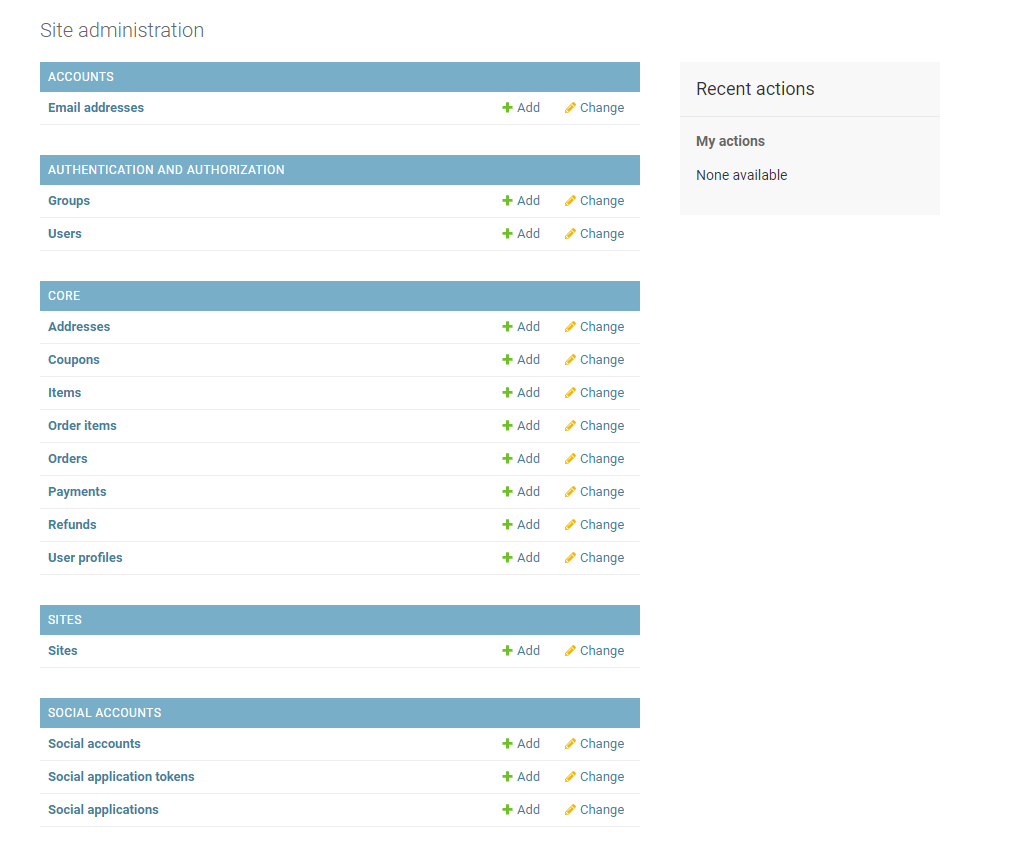 Site administration
ACCOUNTS
Email addresses Add Change
AUTHENTICATION AND AUTHORIZATION
Groups Add Change
Users Add Change
CORE
Addresses Add Change
Coupons Add Change
Items Add Change
Order items Add Change
Orders Add Change
Payments Add Change
Refunds Add Change
User profiles Add Change
SITES
Sites Add Change
SOCIAL ACCOUNTS
Social accounts Add Change
Social application tokens Add Change
Social applications Add Change
Recent actions
My actions
None available